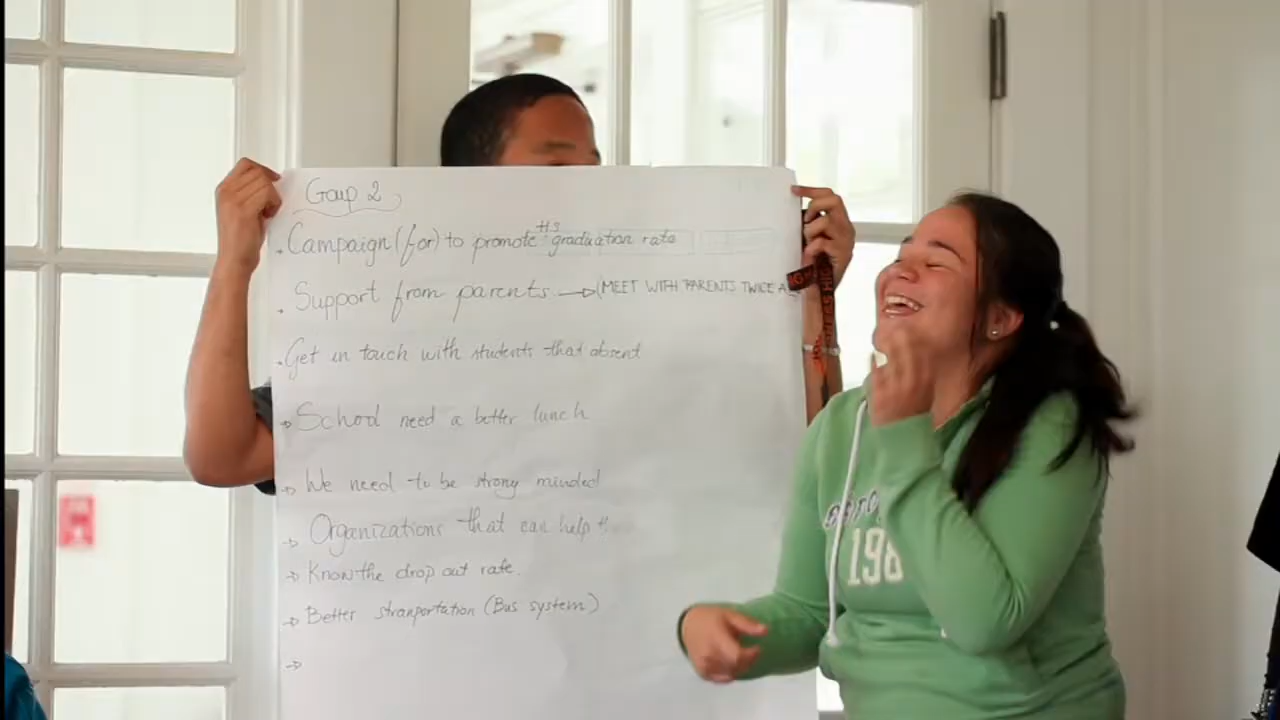 Goup 2
. Campaign (for) to promote HS graduation rate
. Support from parents → (MEET WITH PARENTS TWICE A
. Get in touch with students that absent
→ School need a better lunch
→ We need to be strong minded
→ Organizations that can help
→ Know the drop out rate.
→ Better stranportation (Bus system)
→
198